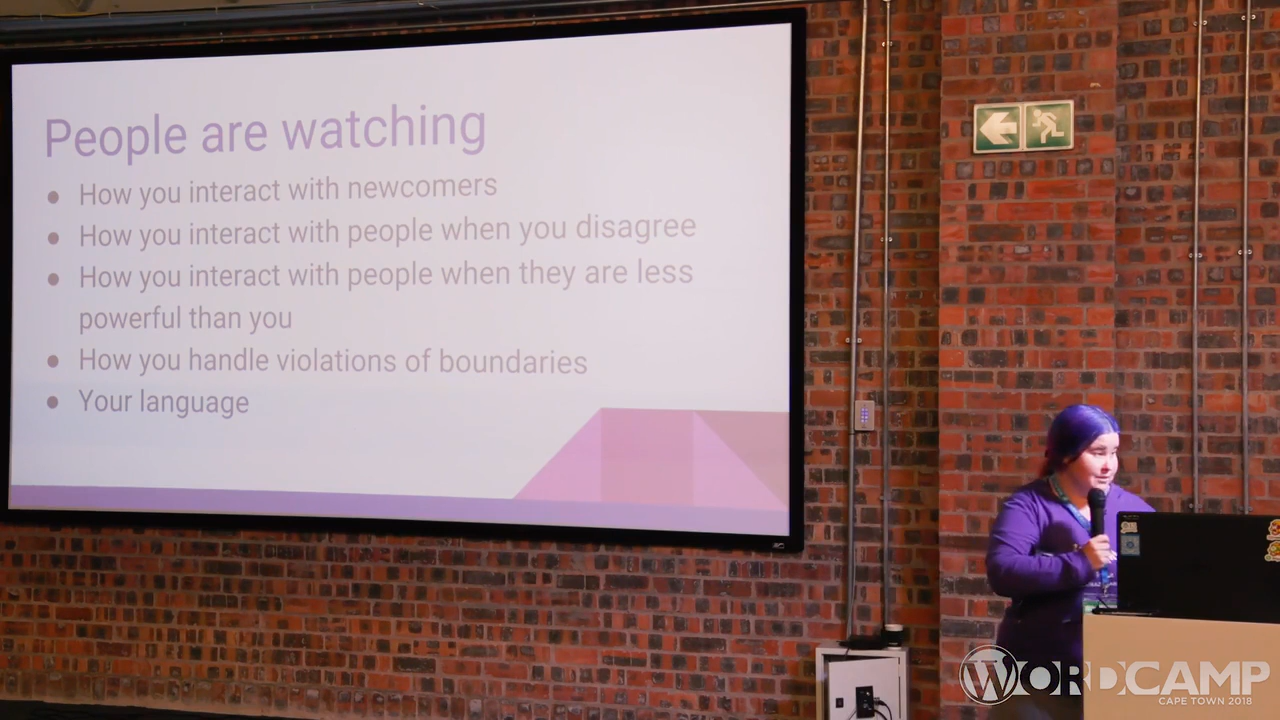 People are watching
● How you interact with newcomers
● How you interact with people when you disagree
● How you interact with people when they are less
powerful than you
● How you handle violations of boundaries
● Your language
WORDCAMP
CAPE TOWN 2018